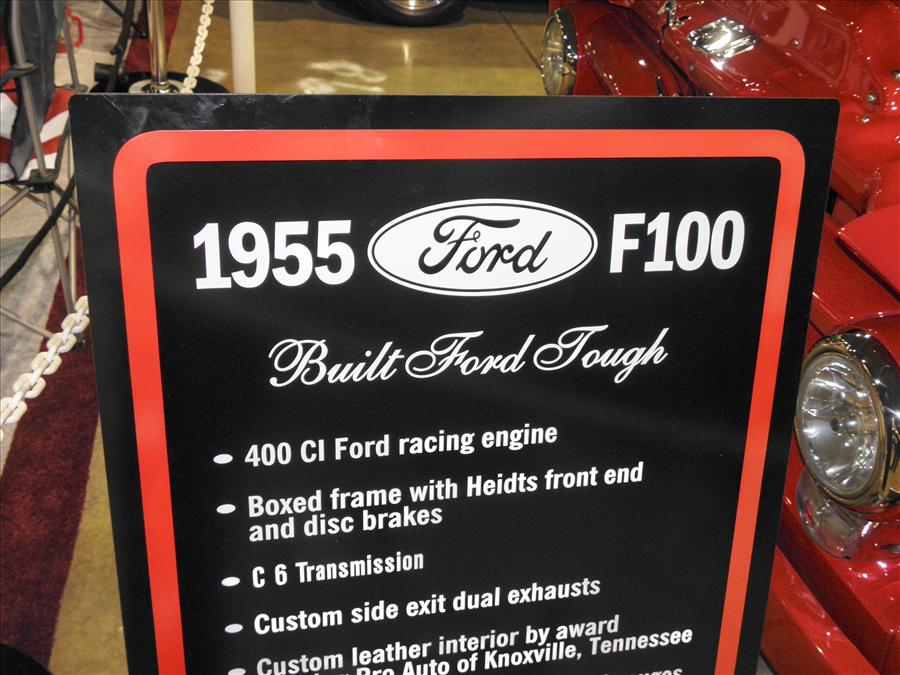 1955 Ford F100
Built Ford Tough
400 CI Ford racing engine
Boxed frame with Heidts front end
and disc brakes
C 6 Transmission
Custom side exit dual exhausts
Custom leather interior by award
Pro Auto of Knoxville, Tennessee